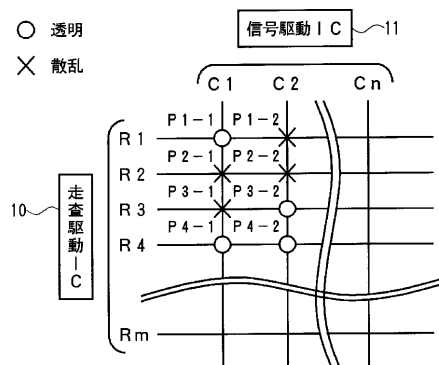 信号駆動IC 11
○ 透明
× 散乱
C1 C2 Cn
P1-1 P1-2
R1
P2-1 P2-2
R2
P3-1 P3-2
R3
P4-1 P4-2
R4
Rm
10 走査駆動IC